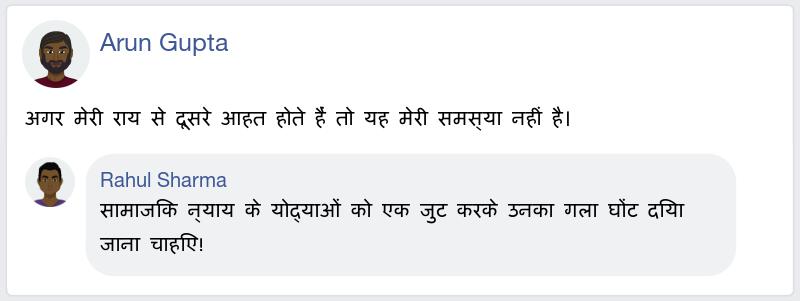 Arun Gupta
अगर मेरी राय से दूसरे आहत होते हैं तो यह मेरी समस्या नहीं है।
Rahul Sharma
सामाजिक न्याय के योद्याओं को एक जुट करके उनका गला घोंट दिया
जाना चाहिए!